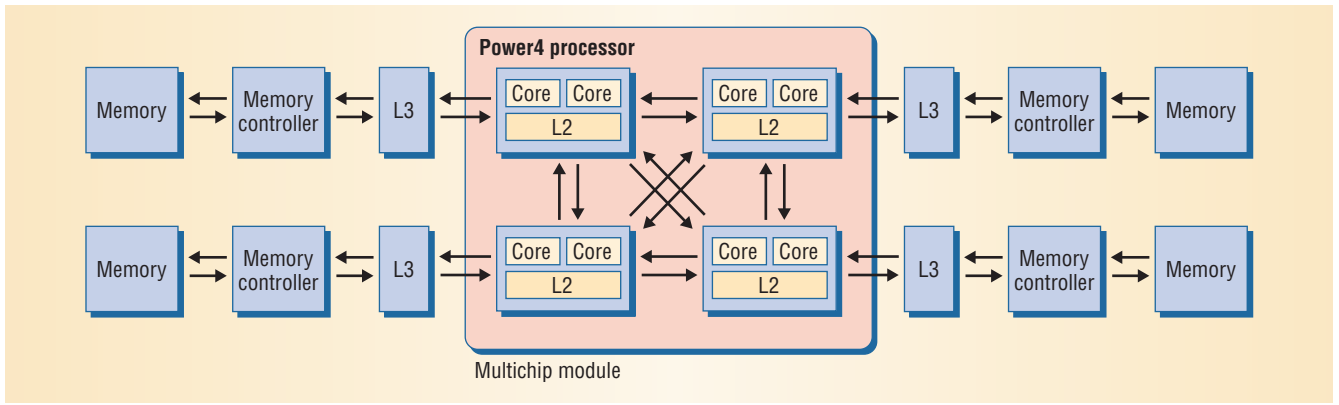 Power4 processor
Memory
Memory
controller
L3
Core Core
L2
Core Core
L2
L3
Memory
controller
Memory
Memory
Memory
controller
L3
Core Core
L2
Core Core
L2
L3
Memory
controller
Memory
Multichip module